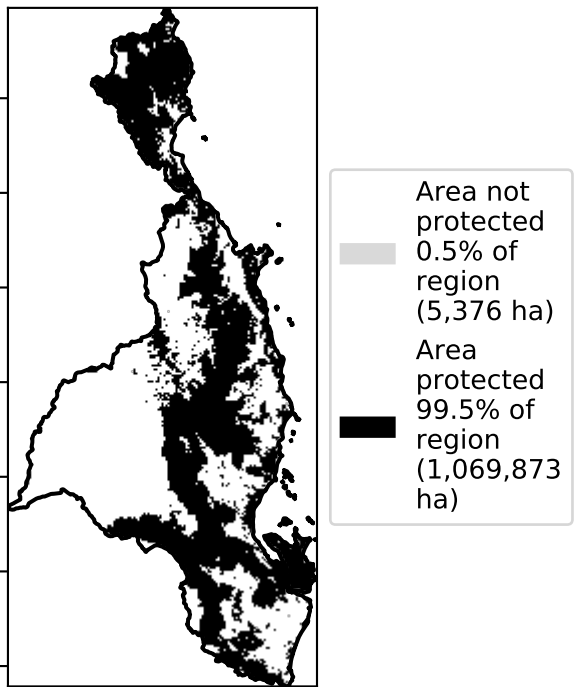 Area not
protected
0.5% of
region
(5,376 ha)
Area
protected
99.5% of
region
(1,069,873
ha)